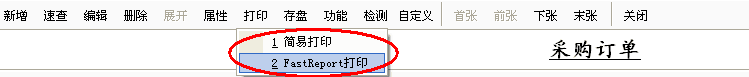 新增 速查 编辑 删除 展开 属性 打印 存盘 功能 检测 自定义 首张 前张 下张 末张 关闭
1 简易打印
2 FastReport打印
采购订单